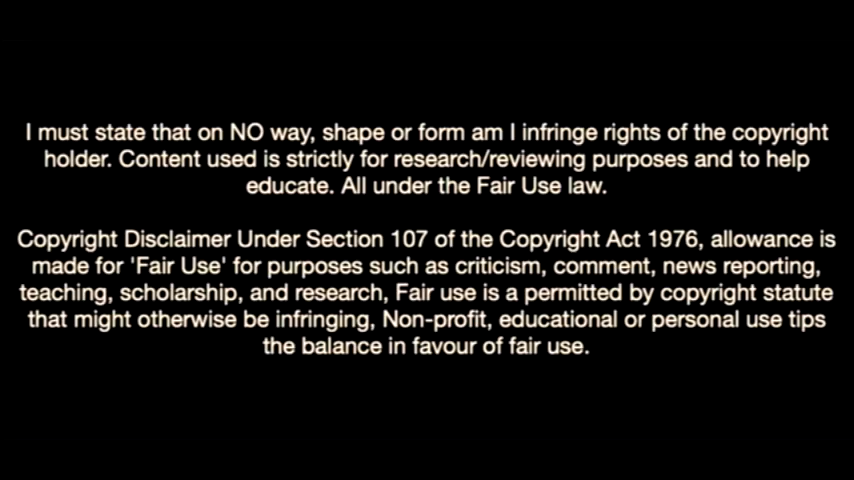 I must state that on NO way, shape or form am I infringe rights of the copyright
holder. Content used is strictly for research/reviewing purposes and to help
educate. All under the Fair Use law.
Copyright Disclaimer Under Section 107 of the Copyright Act 1976, allowance is
made for 'Fair Use' for purposes such as criticism, comment, news reporting,
teaching, scholarship, and research, Fair use is a permitted by copyright statute
that might otherwise be infringing, Non-profit, educational or personal use tips
the balance in favour of fair use.